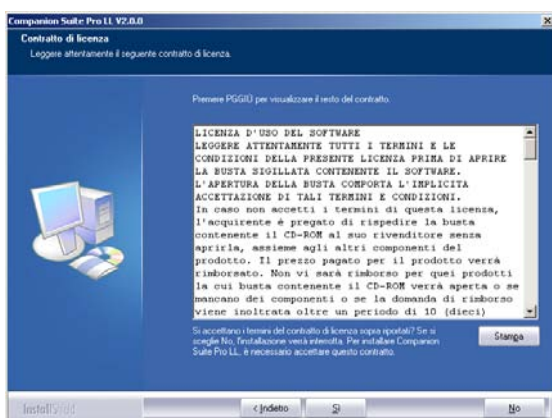 Companion Suite Pro LL V2.0.0
Contratto di licenza
Leggere attentamente il seguente contratto di licenza.
Premere PGGIÙ per visualizzare il resto del contratto.
LICENZA D'USO DEL SOFTWARE
LEGGERE ATTENTAMENTE TUTTI I TERMINI E LE
CONDIZIONI DELLA PRESENTE LICENZA PRIMA DI APRIRE
LA BUSTA SIGILLATA CONTENENTE IL SOFTWARE.
L'APERTURA DELLA BUSTA COMPORTA L'IMPLICITA
ACCETTAZIONE DI TALI TERMINI E CONDIZIONI.
In caso non accetti i termini di questa licenza,
l'acquirente è pregato di rispedire la busta
contenente il CD-ROM al suo rivenditore senza
aprirla, assieme agli altri componenti del
prodotto. Il prezzo pagato per il prodotto verrà
rimborsato. Non vi sarà rimborso per quei prodotti
la cui busta contenente il CD-ROM verrà aperta o se
mancano dei componenti o se la domanda di rimborso
viene inoltrata oltre un periodo di 10 (dieci)
Si accettano i termini del contratto di licenza sopra riportati? Se si
sceglie No, l'installazione verrà interrotta. Per installare Companion
Suite Pro LL, è necessario accettare questo contratto.
Stampa
InstallShield
< Indietro
Sì
No